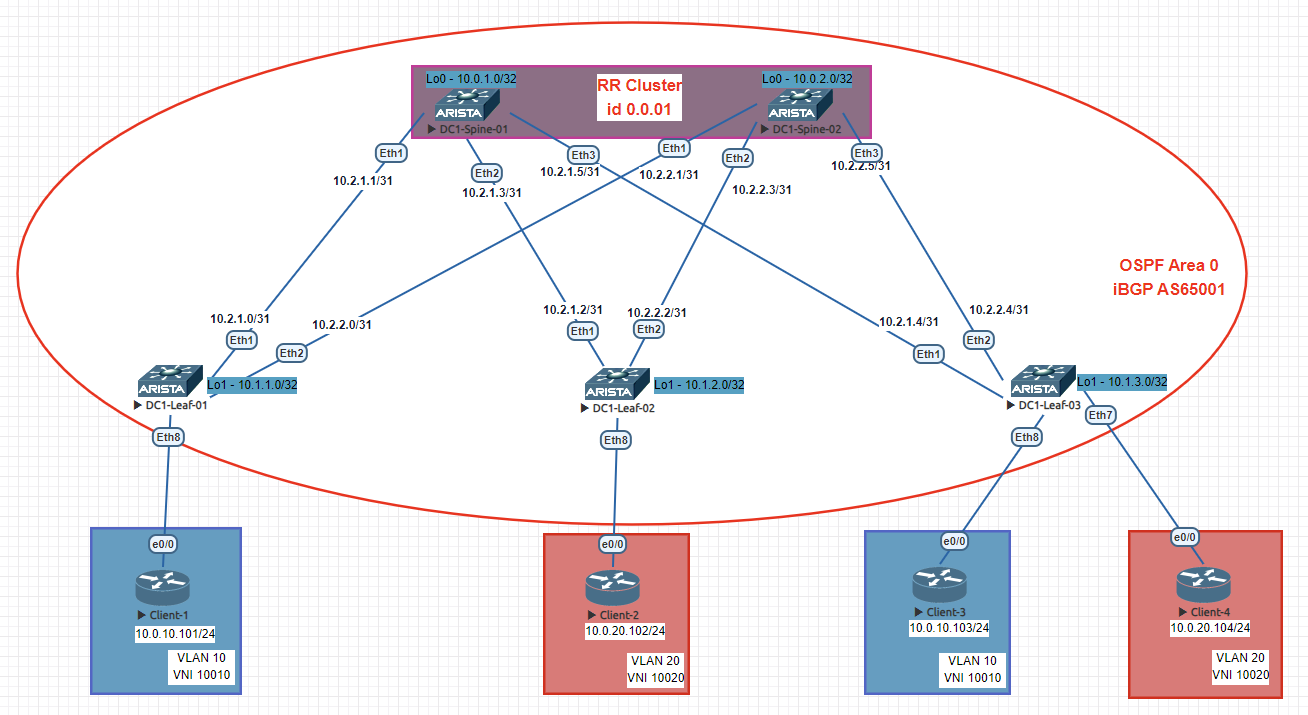 Lo0 - 10.0.1.0/32
RR Cluster
id 0.0.01
Lo0 - 10.0.2.0/32
ARISTA
DC1-Spine-01
ARISTA
DC1-Spine-02
Eth1
Eth2
Eth3
Eth1
Eth2
Eth3
10.2.1.1/31
10.2.1.3/31
10.2.1.5/31
10.2.2.1/31
10.2.2.3/31
10.2.2.5/31
OSPF Area 0
iBGP AS65001
10.2.1.0/31
10.2.2.0/31
10.2.1.2/31
10.2.2.2/31
10.2.1.4/31
10.2.2.4/31
Eth1
Eth2
Eth1
Eth2
Eth1
Eth2
ARISTA
Lo1 - 10.1.1.0/32
DC1-Leaf-01
ARISTA
Lo1 - 10.1.2.0/32
DC1-Leaf-02
ARISTA
Lo1 - 10.1.3.0/32
DC1-Leaf-03
Eth8
Eth8
Eth8
Eth7
e0/0
Client-1
10.0.10.101/24
VLAN 10
VNI 10010
e0/0
Client-2
10.0.20.102/24
VLAN 20
VNI 10020
e0/0
Client-3
10.0.10.103/24
VLAN 10
VNI 10010
e0/0
Client-4
10.0.20.104/24
VLAN 20
VNI 10020